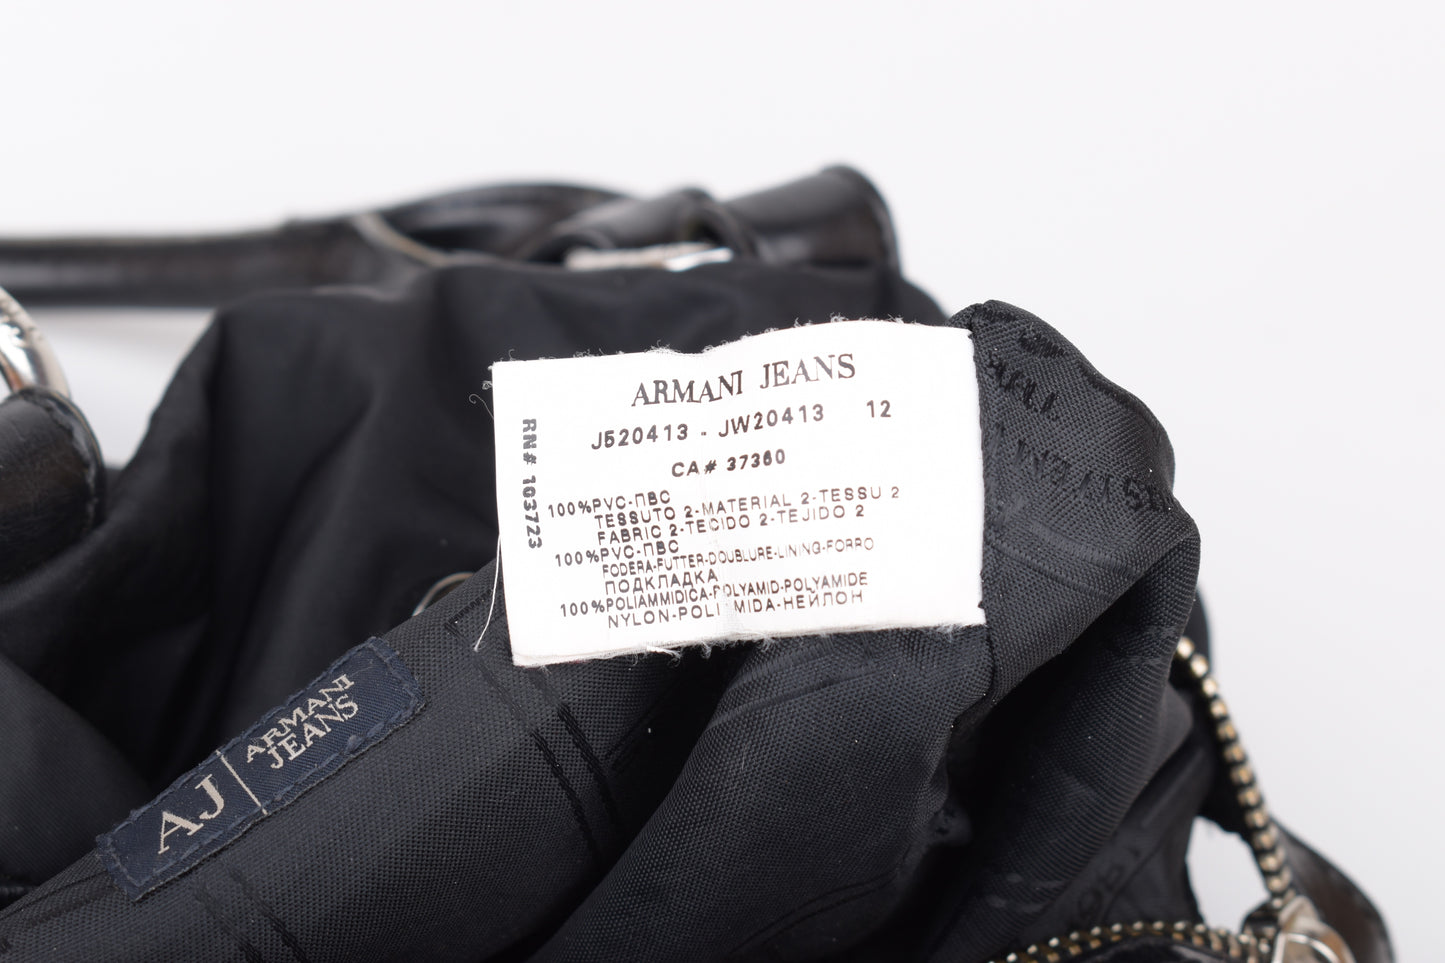 ARMANI JEANS
J520413 - JW20413 12
CA# 37360
RN# 103723
100%PVC-ПВС
TESSUTO 2-MATERIAL 2-TESSU 2
FABRIC 2-TECIDO 2-TEJIDO 2
100%PVC-ПВС
FODERA-FUTTER-DOUBLURE-LINING-FORRO
ПОДКЛАДКА
100%POLIAMMIDICA-POLYAMID-POLYAMIDE
NYLON-POLIAMIDA-НЕЙЛОН
AJ
ARMANI
JEANS